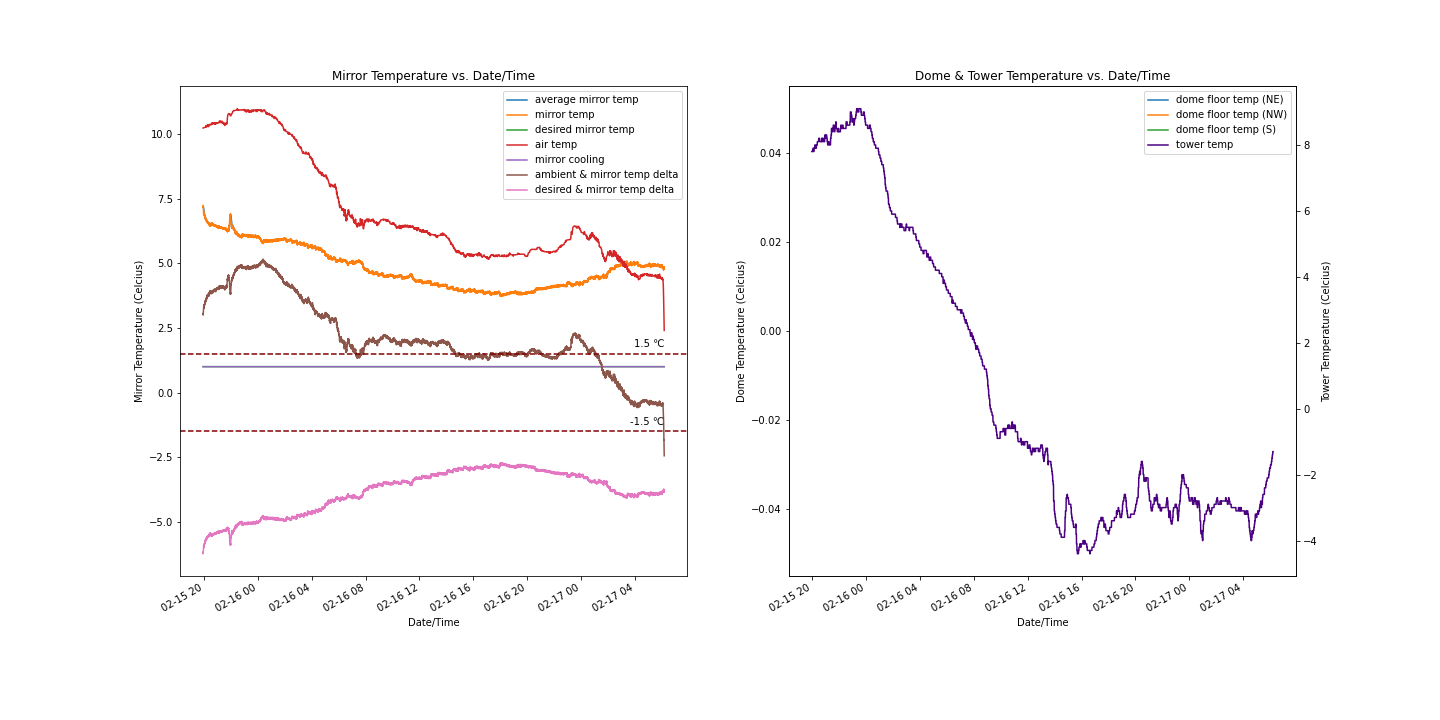 Mirror Temperature vs. Date/Time
Mirror Temperature (Celcius)
10.0
7.5
5.0
2.5
0.0
−2.5
−5.0
average mirror temp
mirror temp
desired mirror temp
air temp
mirror cooling
ambient & mirror temp delta
desired & mirror temp delta
1.5 ℃
-1.5 ℃
02-15 20
02-16 00
02-16 04
02-16 08
02-16 12
02-16 16
02-16 20
02-17 00
02-17 04
Date/Time
Dome & Tower Temperature vs. Date/Time
Dome Temperature (Celcius)
0.04
0.02
0.00
−0.02
−0.04
dome floor temp (NE)
dome floor temp (NW)
dome floor temp (S)
tower temp
8
6
4
2
0
−2
−4
Tower Temperature (Celcius)
02-15 20
02-16 00
02-16 04
02-16 08
02-16 12
02-16 16
02-16 20
02-17 00
02-17 04
Date/Time